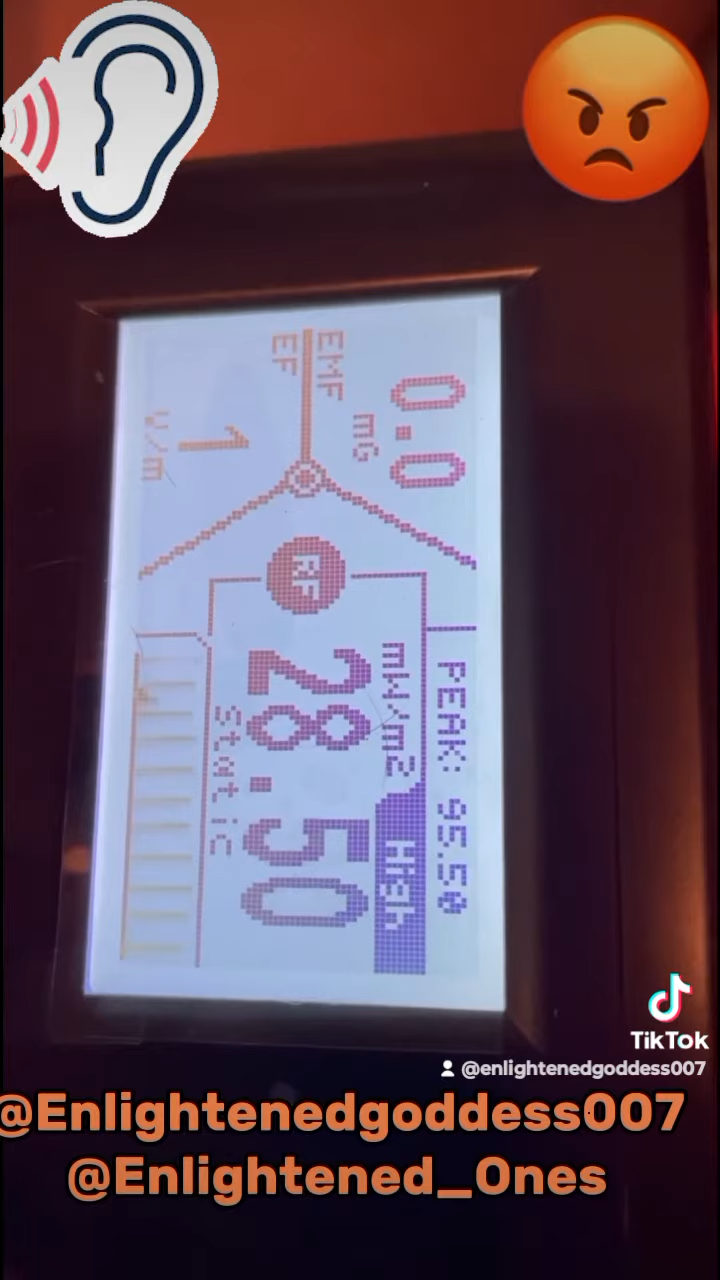 0.0
mG
EMF
EF
1
V/m
RF
PEAK: 95.50
mW/m2
HIGH
28.50
Static
TikTok
@enlightenedgoddess007
@Enlightenedgoddess007
@Enlightened_Ones